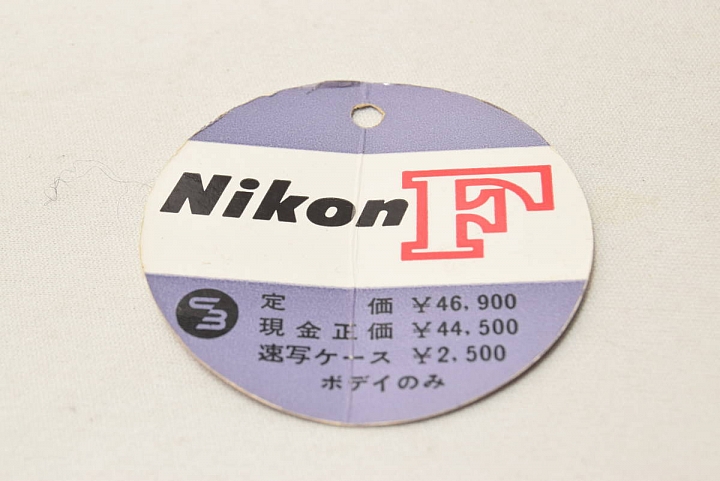 Nikon F
定　　価 ¥46,900
現金正価 ¥44,500
速写ケース ¥2,500
ボデイのみ